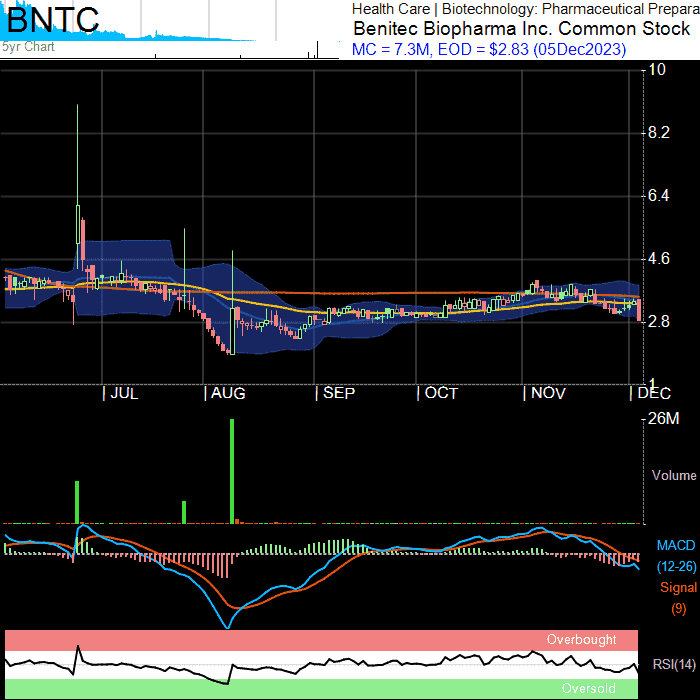 BNTC
5yr Chart
Health Care | Biotechnology: Pharmaceutical Prepara
Benitec Biopharma Inc. Common Stock
MC = 7.3M, EOD = $2.83 (05Dec2023)
10
8.2
6.4
4.6
2.8
1
JUL
AUG
SEP
OCT
NOV
DEC
26M
Volume
MACD
(12-26)
Signal
(9)
Overbought
RSI(14)
Oversold